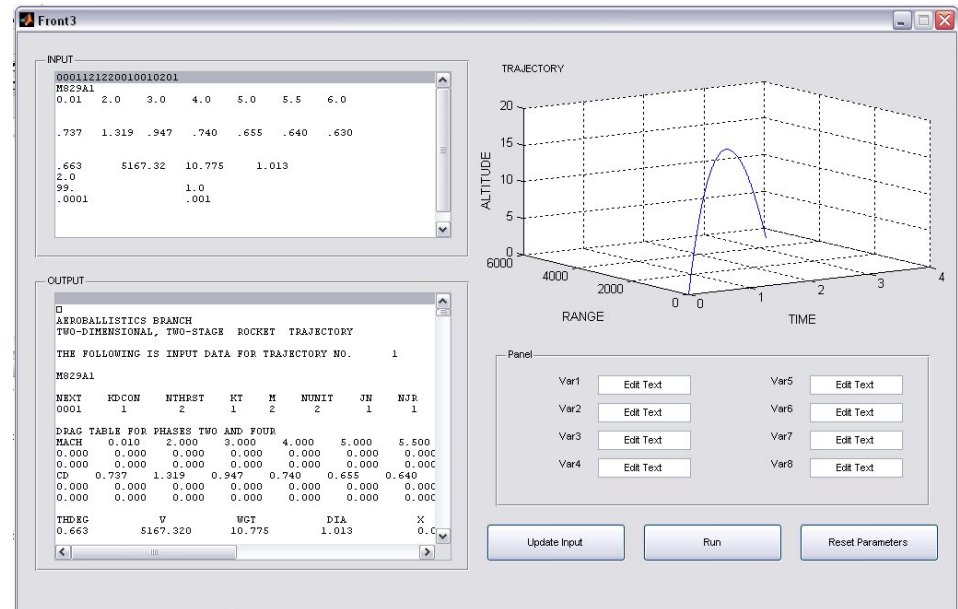 Front3
INPUT
0001121220010010201
M829A1
0.01 2.0 3.0 4.0 5.0 5.5 6.0
.737 1.319 .947 .740 .655 .640 .630
.663 5167.32 10.775 1.013
2.0
99. 1.0
.0001 .001
OUTPUT
AEROBALLISTICS BRANCH
TWO-DIMENSIONAL, TWO-STAGE ROCKET TRAJECTORY
THE FOLLOWING IS INPUT DATA FOR TRAJECTORY NO. 1
M829A1
NEXT KDCON NTHRST KT M NUNIT JN NJR
0001 1 2 1 2 2 1 1
DRAG TABLE FOR PHASES TWO AND FOUR
MACH 0.010 2.000 3.000 4.000 5.000 5.500
0.000 0.000 0.000 0.000 0.000 0.000
0.000 0.000 0.000 0.000 0.000 0.000
CD 0.737 1.319 0.947 0.740 0.655 0.640
0.000 0.000 0.000 0.000 0.000 0.000
0.000 0.000 0.000 0.000 0.000 0.000
THDEG V WGT DIA X
0.663 5167.320 10.775 1.013 0.0
TRAJECTORY
ALTITUDE
20
15
10
5
0
6000
4000
2000
0
0
1
2
3
4
RANGE
TIME
Panel
Var1 Edit Text Var5 Edit Text
Var2 Edit Text Var6 Edit Text
Var3 Edit Text Var7 Edit Text
Var4 Edit Text Var8 Edit Text
Update Input Run Reset Parameters